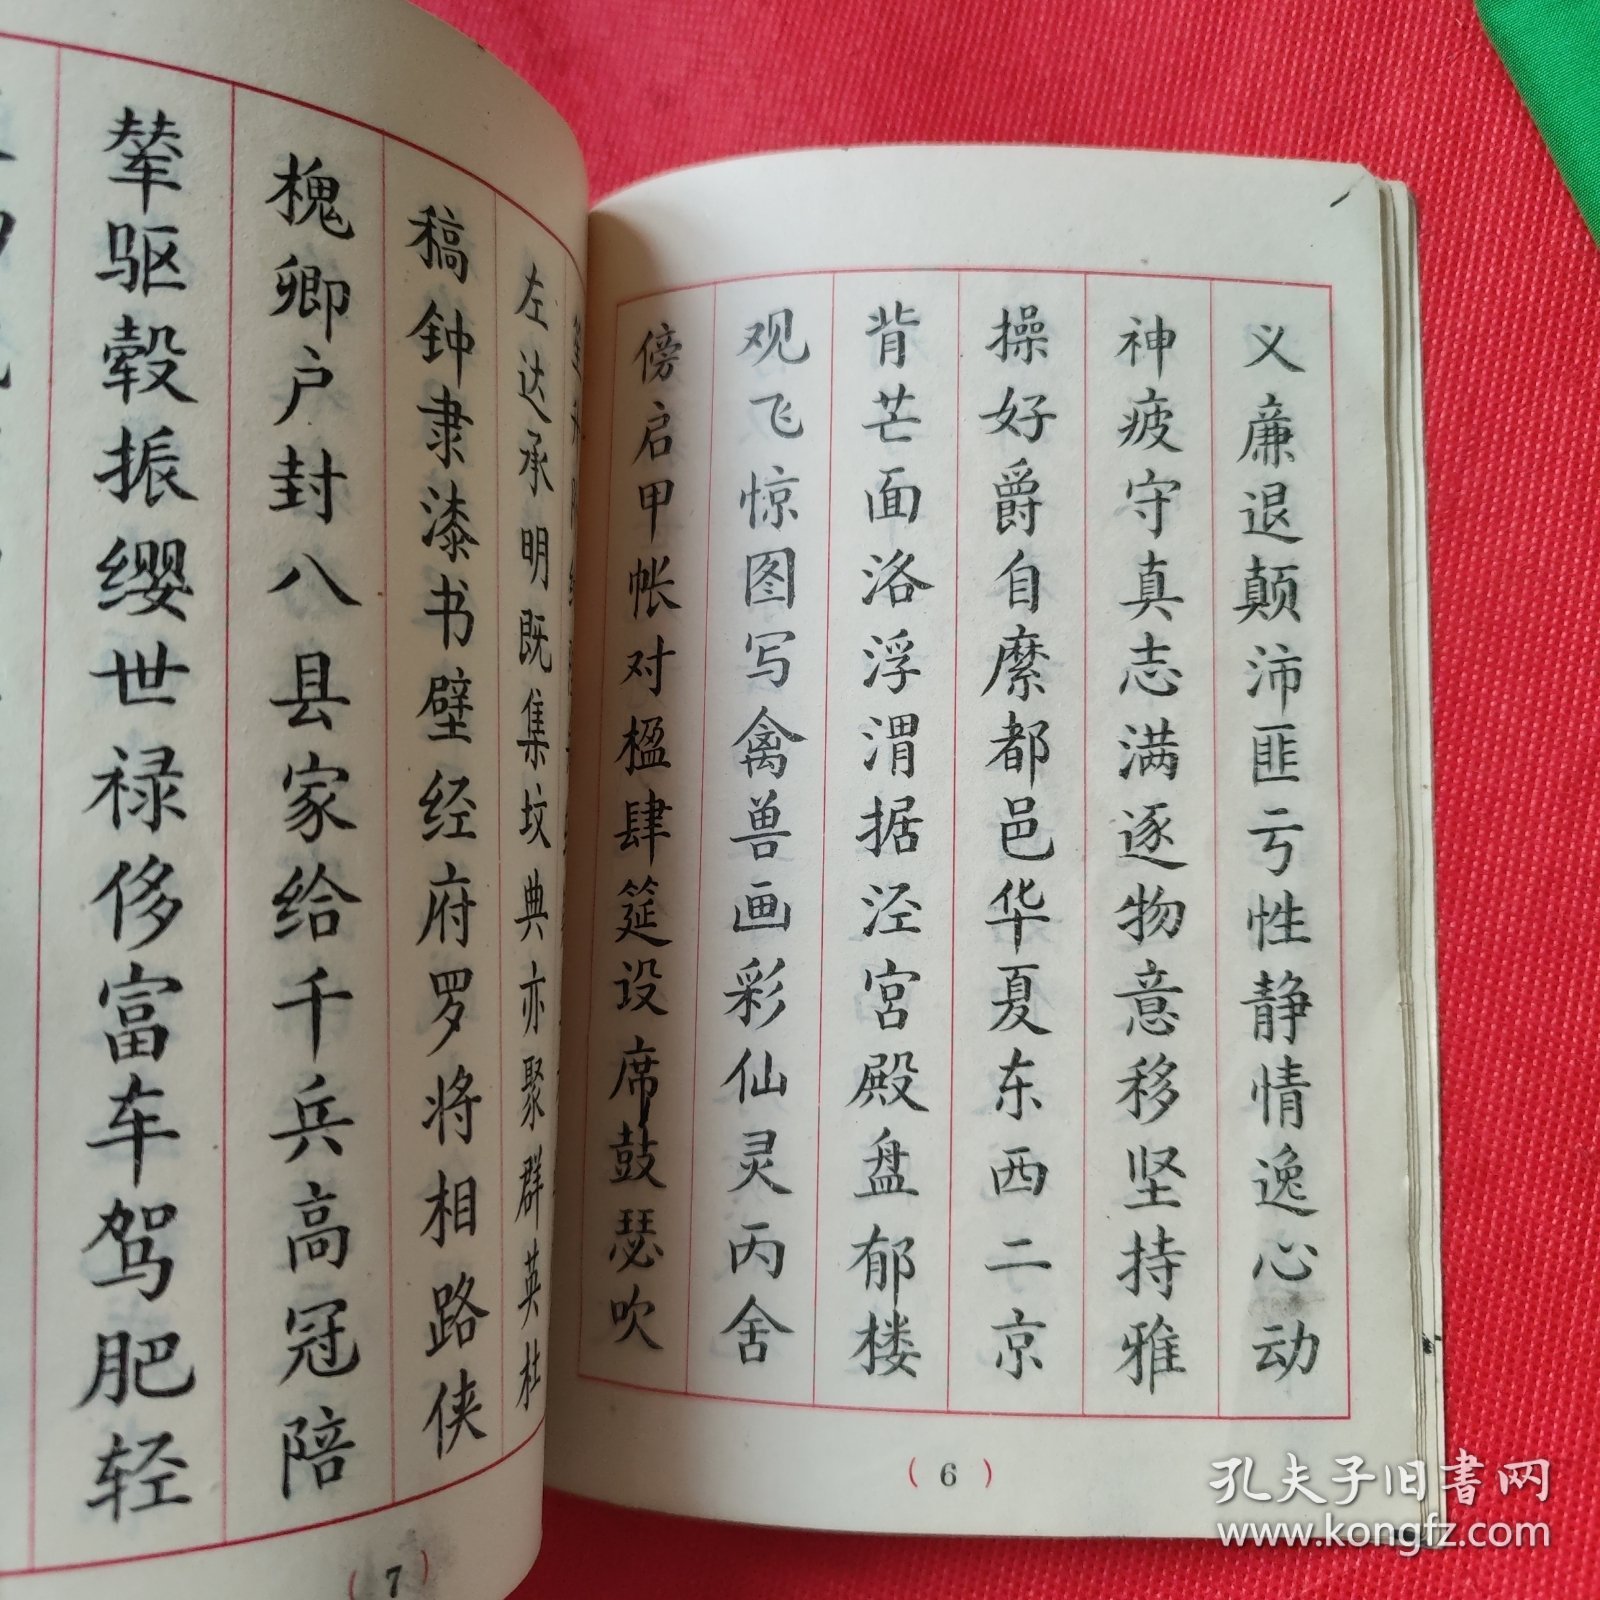 义廉退颠沛匪亏性静情逸心动
神疲守真志满逐物意移坚持雅
操好爵自縻都邑华夏东西二京
背芒面洛浮渭据泾宫殿盘郁楼
观飞惊图写禽兽画彩仙灵丙舍
傍启甲帐对楹肆筵设席鼓瑟吹
(6)
左达承明既集坟典亦聚群英杜
稿钟隶漆书壁经府罗将相路侠
槐卿户封八县家给千兵高冠陪
辇驱毂振缨世禄侈富车驾肥轻
(7)
孔夫子旧书网
www.kongfz.com